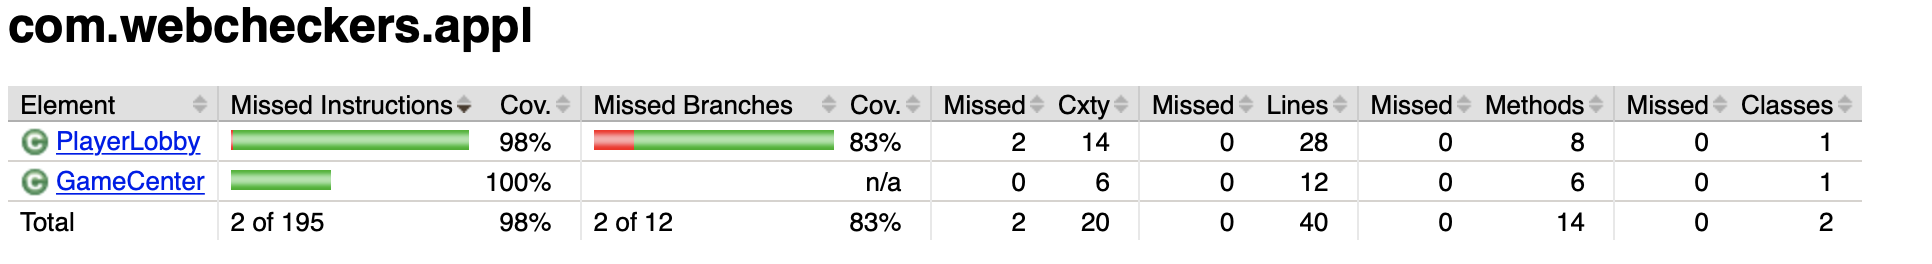 com.webcheckers.appl
Element Missed Instructions Cov. Missed Branches Cov. Missed Cxty Missed Lines Missed Methods Missed Classes
C PlayerLobby 98% 83% 2 14 0 28 0 8 0 1
C GameCenter 100% n/a 0 6 0 12 0 6 0 1
Total 2 of 195 98% 2 of 12 83% 2 20 0 40 0 14 0 2